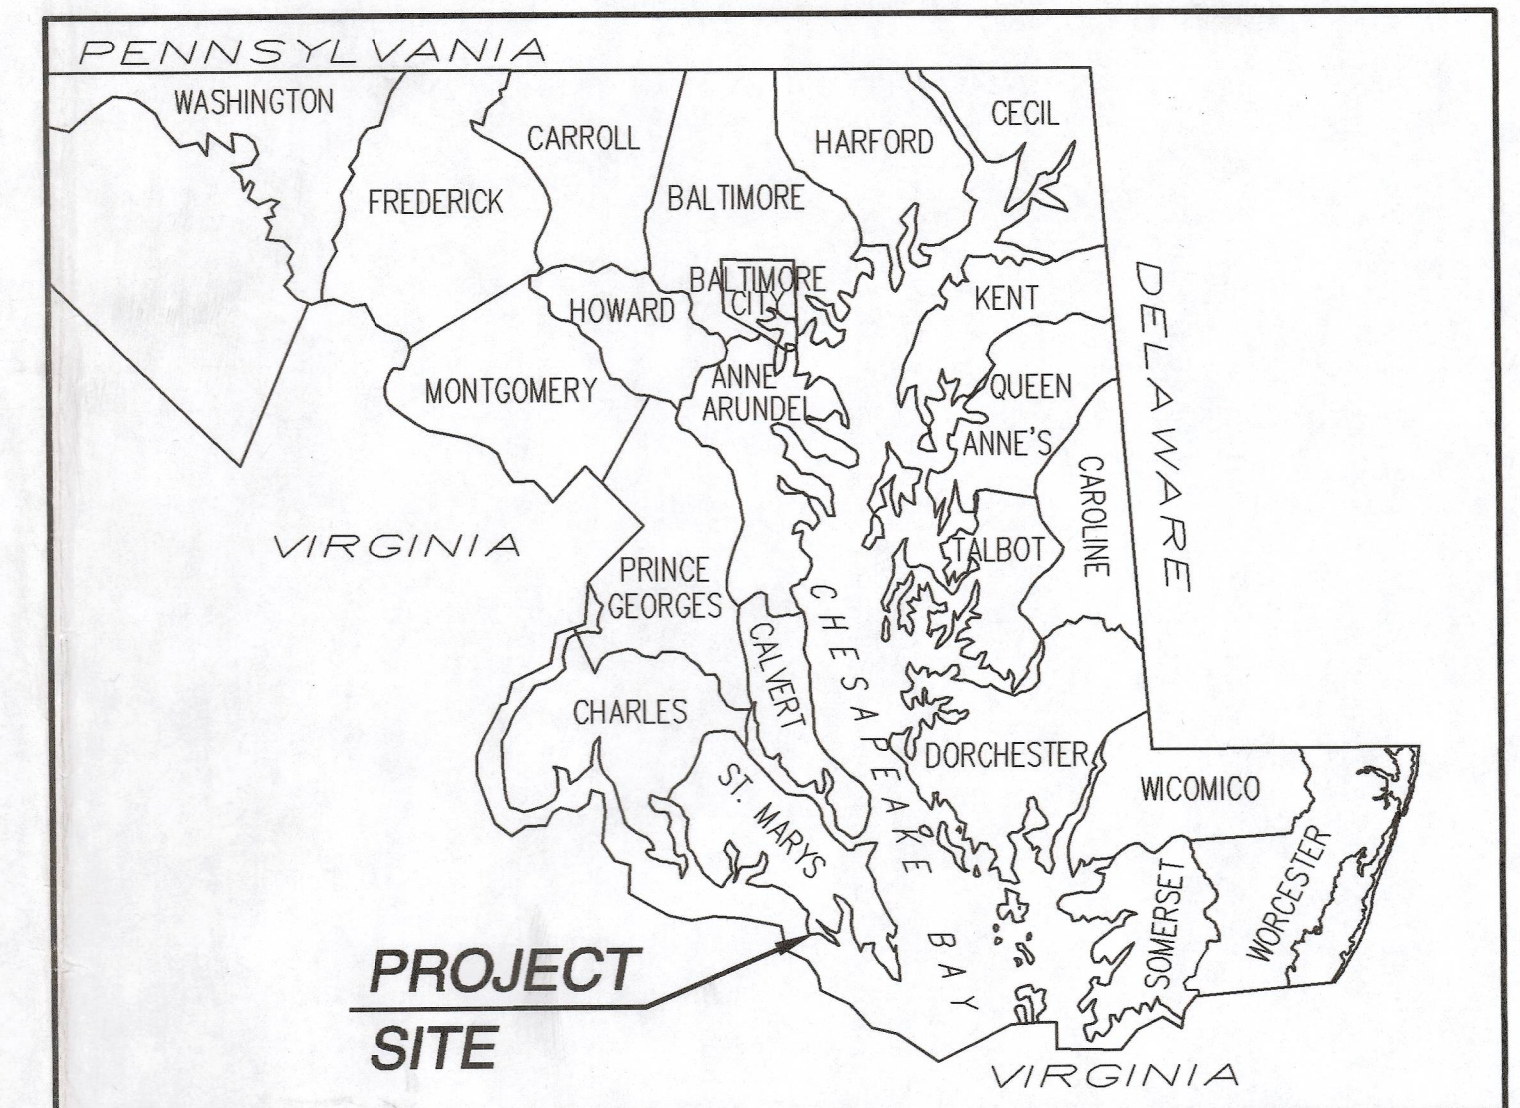 PENNSYLVANIA
WASHINGTON
CECIL
CARROLL
HARFORD
FREDERICK
BALTIMORE
BALTIMORE
CITY
HOWARD
KENT
DELAWARE
MONTGOMERY
ANNE
ARUNDEL
QUEEN
ANNE'S
CAROLINE
VIRGINIA
TALBOT
PRINCE
GEORGES
CHESAPEAKE BAY
CALVERT
CHARLES
DORCHESTER
WICOMICO
ST. MARYS
WORCESTER
SOMERSET
PROJECT
SITE
VIRGINIA